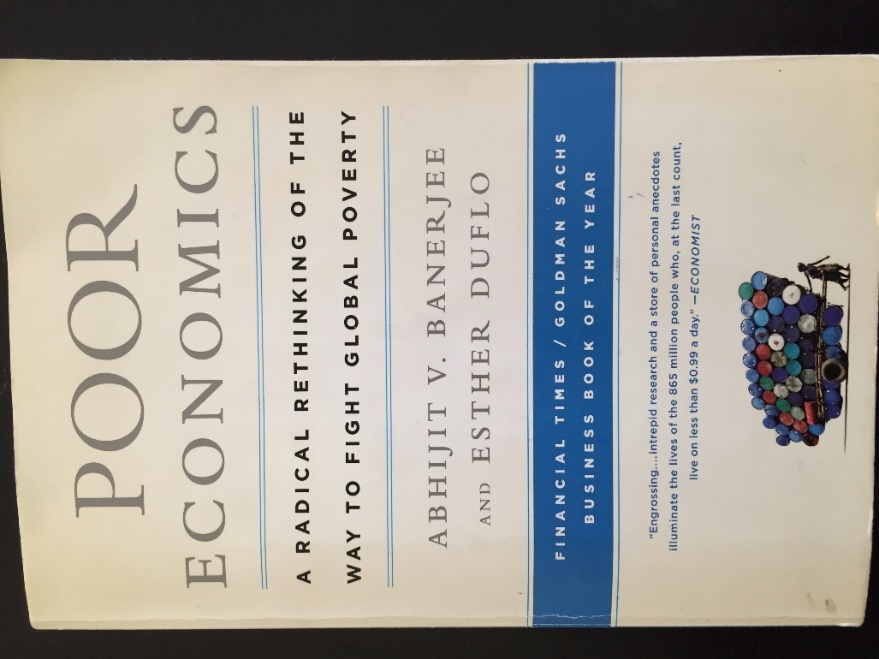 POOR
ECONOMICS
A RADICAL RETHINKING OF THE
WAY TO FIGHT GLOBAL POVERTY
ABHIJIT V. BANERJEE
AND ESTHER DUFLO
FINANCIAL TIMES / GOLDMAN SACHS
BUSINESS BOOK OF THE YEAR
“Engrossing....intrepid research and a store of personal anecdotes
illuminate the lives of the 865 million people who, at the last count,
live on less than $0.99 a day.” —ECONOMIST